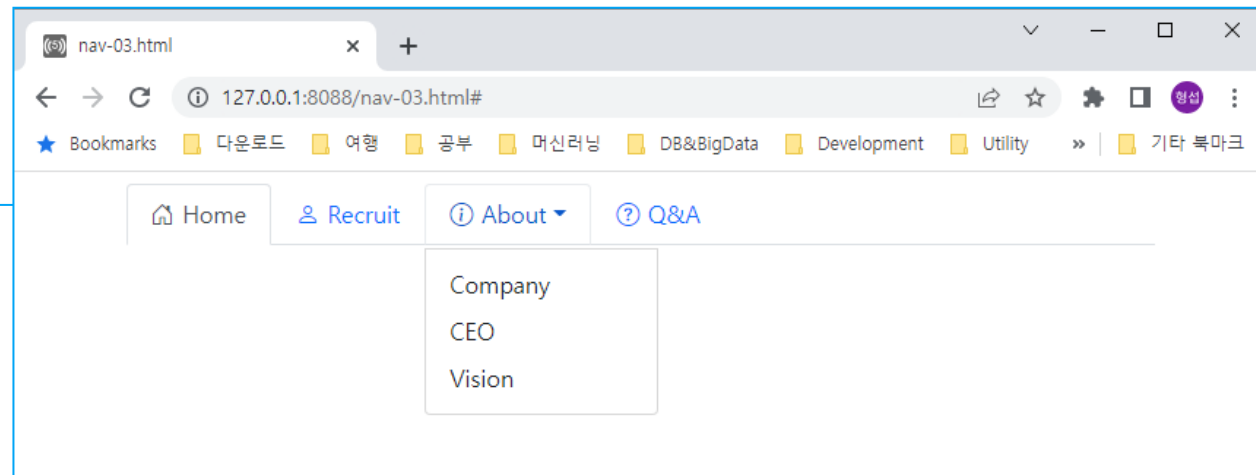 nav-03.html
127.0.0.1:8088/nav-03.html#
형섭
Bookmarks 다운로드 여행 공부 머신러닝 DB&BigData Development Utility » 기타 북마크
Home Recruit About Q&A
Company
CEO
Vision